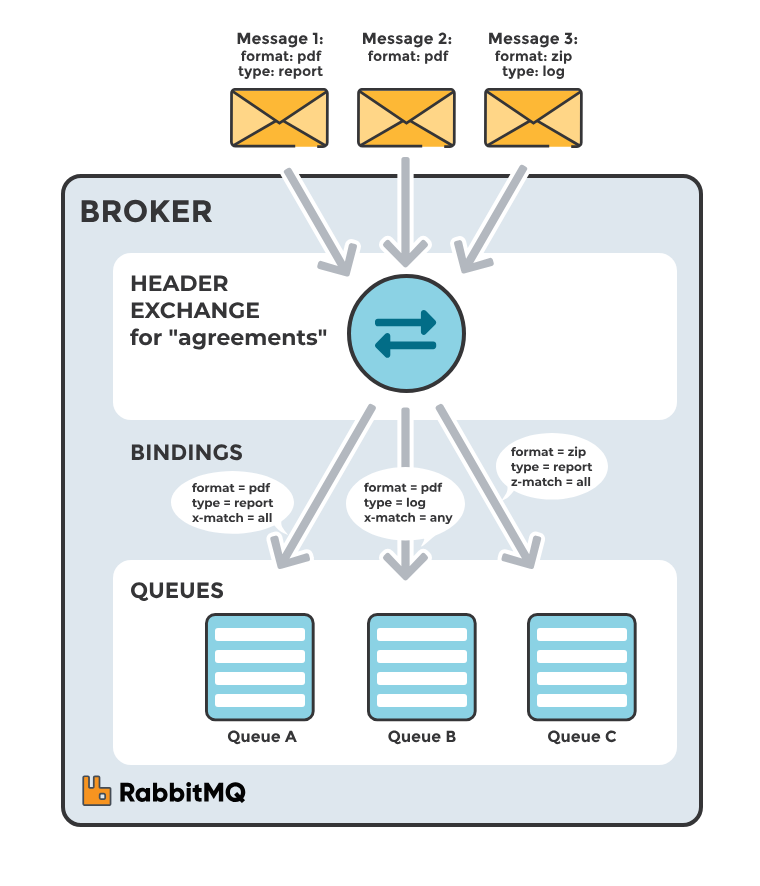 Message 1:
format: pdf
type: report
Message 2:
format: pdf
Message 3:
format: zip
type: log
BROKER
HEADER
EXCHANGE
for "agreements"
BINDINGS
format = pdf
type = report
x-match = all
format = pdf
type = log
x-match = any
format = zip
type = report
z-match = all
QUEUES
Queue A
Queue B
Queue C
RabbitMQ